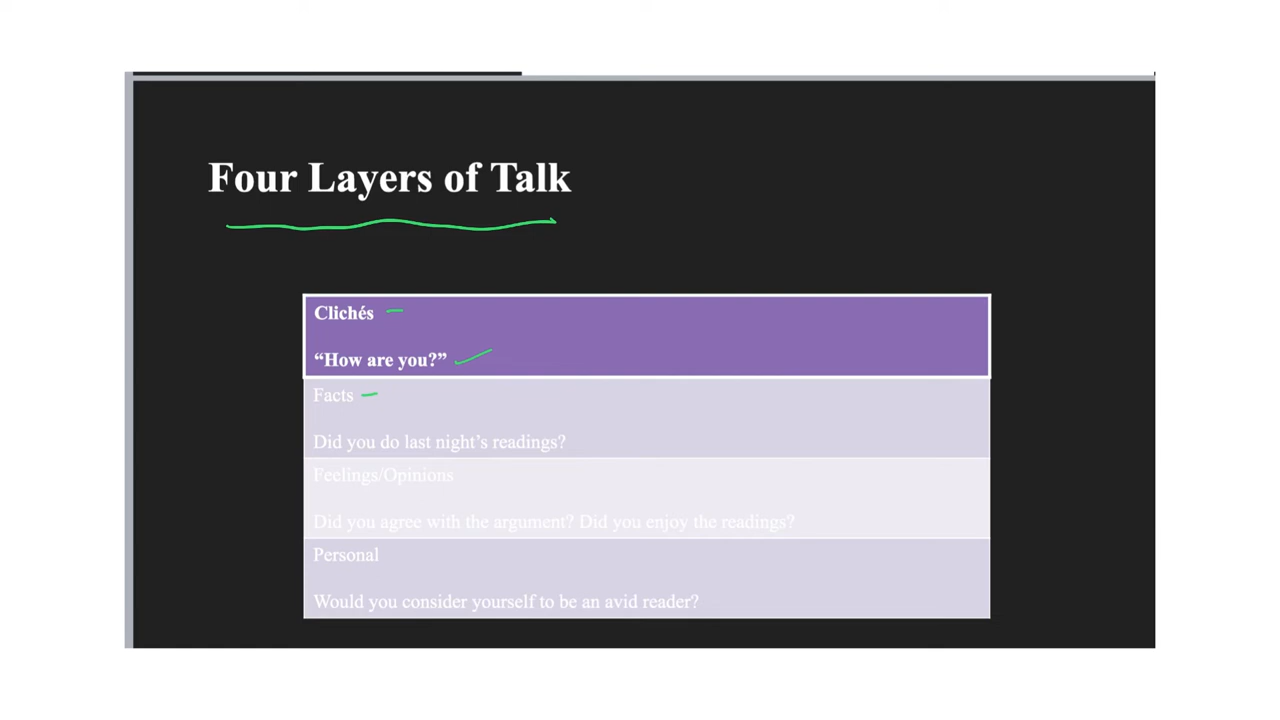 Four Layers of Talk
Clichés
“How are you?”
Facts
Did you do last night’s readings?
Feelings/Opinions
Did you agree with the argument? Did you enjoy the readings?
Personal
Would you consider yourself to be an avid reader?